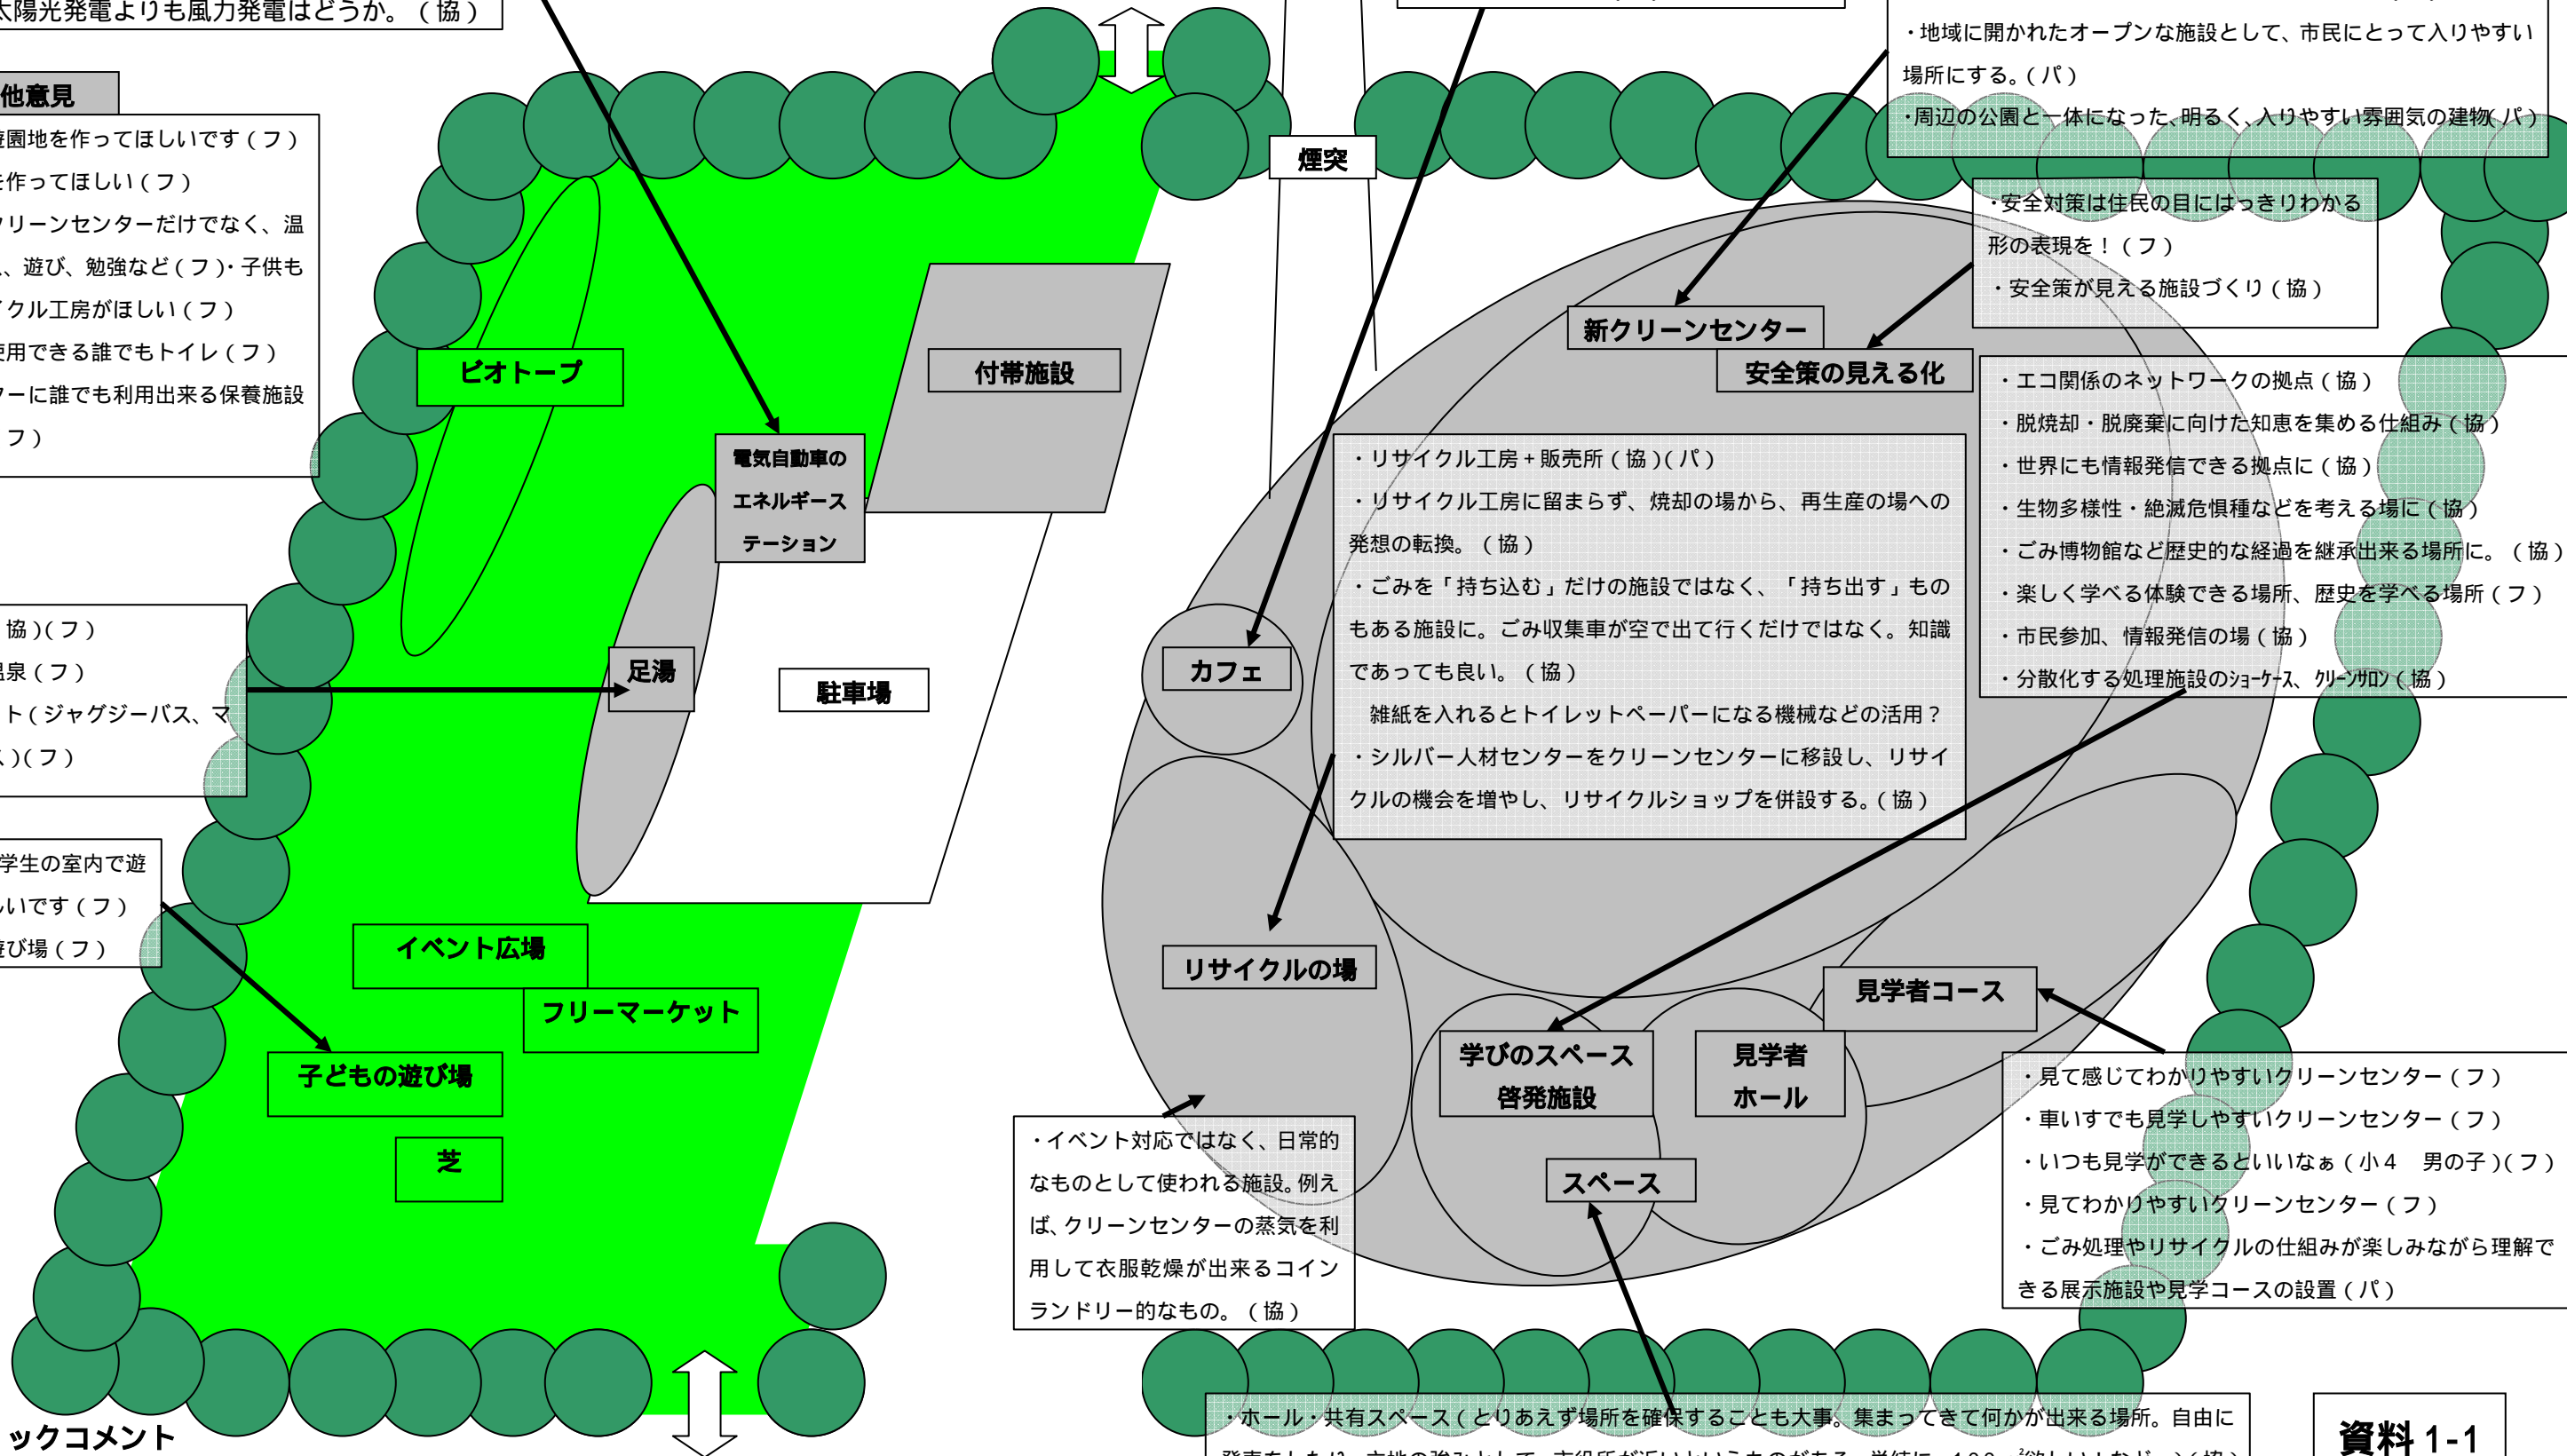 太陽光発電よりも風力発電はどうか。（協）
他意見
遊園地を作ってほしいです（フ）
を作ってほしい（フ）
クリーンセンターだけでなく、温
、遊び、勉強など（フ）・子供も
イクル工房がほしい（フ）
使用できる誰でもトイレ（フ）
ターに誰でも利用出来る保養施設
フ）
協）（フ）
温泉（フ）
ト（ジャグジーバス、マ
）（フ）
学生の室内で遊
しいです（フ）
遊び場（フ）
ックコメント
ビオトープ
電気自動車の
エネルギース
テーション
付帯施設
足湯
駐車場
イベント広場
フリーマーケット
子どもの遊び場
芝
煙突
・地域に開かれたオープンな施設として、市民にとって入りやすい
場所にする。（パ）
・周辺の公園と一体になった、明るく、入りやすい雰囲気の建物（パ）
・安全対策は住民の目にはっきりわかる
形の表現を！（フ）
・安全策が見える施設づくり（協）
新クリーンセンター
安全策の見える化
・エコ関係のネットワークの拠点（協）
・脱焼却・脱廃棄に向けた知恵を集める仕組み（協）
・世界にも情報発信できる拠点に（協）
・生物多様性・絶滅危惧種などを考える場に（協）
・ごみ博物館など歴史的な経過を継承出来る場所に。（協）
・楽しく学べる体験できる場所、歴史を学べる場所（フ）
・市民参加、情報発信の場（協）
・分散化する処理施設のｼｮｰｹｰｽ、ｸﾘｰﾝｻﾛﾝ（協）
・リサイクル工房＋販売所（協）（パ）
・リサイクル工房に留まらず、焼却の場から、再生産の場への
発想の転換。（協）
・ごみを「持ち込む」だけの施設ではなく、「持ち出す」もの
もある施設に。ごみ収集車が空で出て行くだけではなく。知識
であっても良い。（協）
雑紙を入れるとトイレットペーパーになる機械などの活用？
・シルバー人材センターをクリーンセンターに移設し、リサイ
クルの機会を増やし、リサイクルショップを併設する。（協）
カフェ
リサイクルの場
見学者コース
学びのスペース
啓発施設
見学者
ホール
スペース
・イベント対応ではなく、日常的
なものとして使われる施設。例え
ば、クリーンセンターの蒸気を利
用して衣服乾燥が出来るコイン
ランドリー的なもの。（協）
・見て感じてわかりやすいクリーンセンター（フ）
・車いすでも見学しやすいクリーンセンター（フ）
・いつも見学ができるといいなぁ（小４　男の子）（フ）
・見てわかりやすいクリーンセンター（フ）
・ごみ処理やリサイクルの仕組みが楽しみながら理解で
きる展示施設や見学コースの設置（パ）
・ホール・共有スペース（とりあえず場所を確保することも大事。集まってきて何かが出来る場所。自由に
資料 1-1